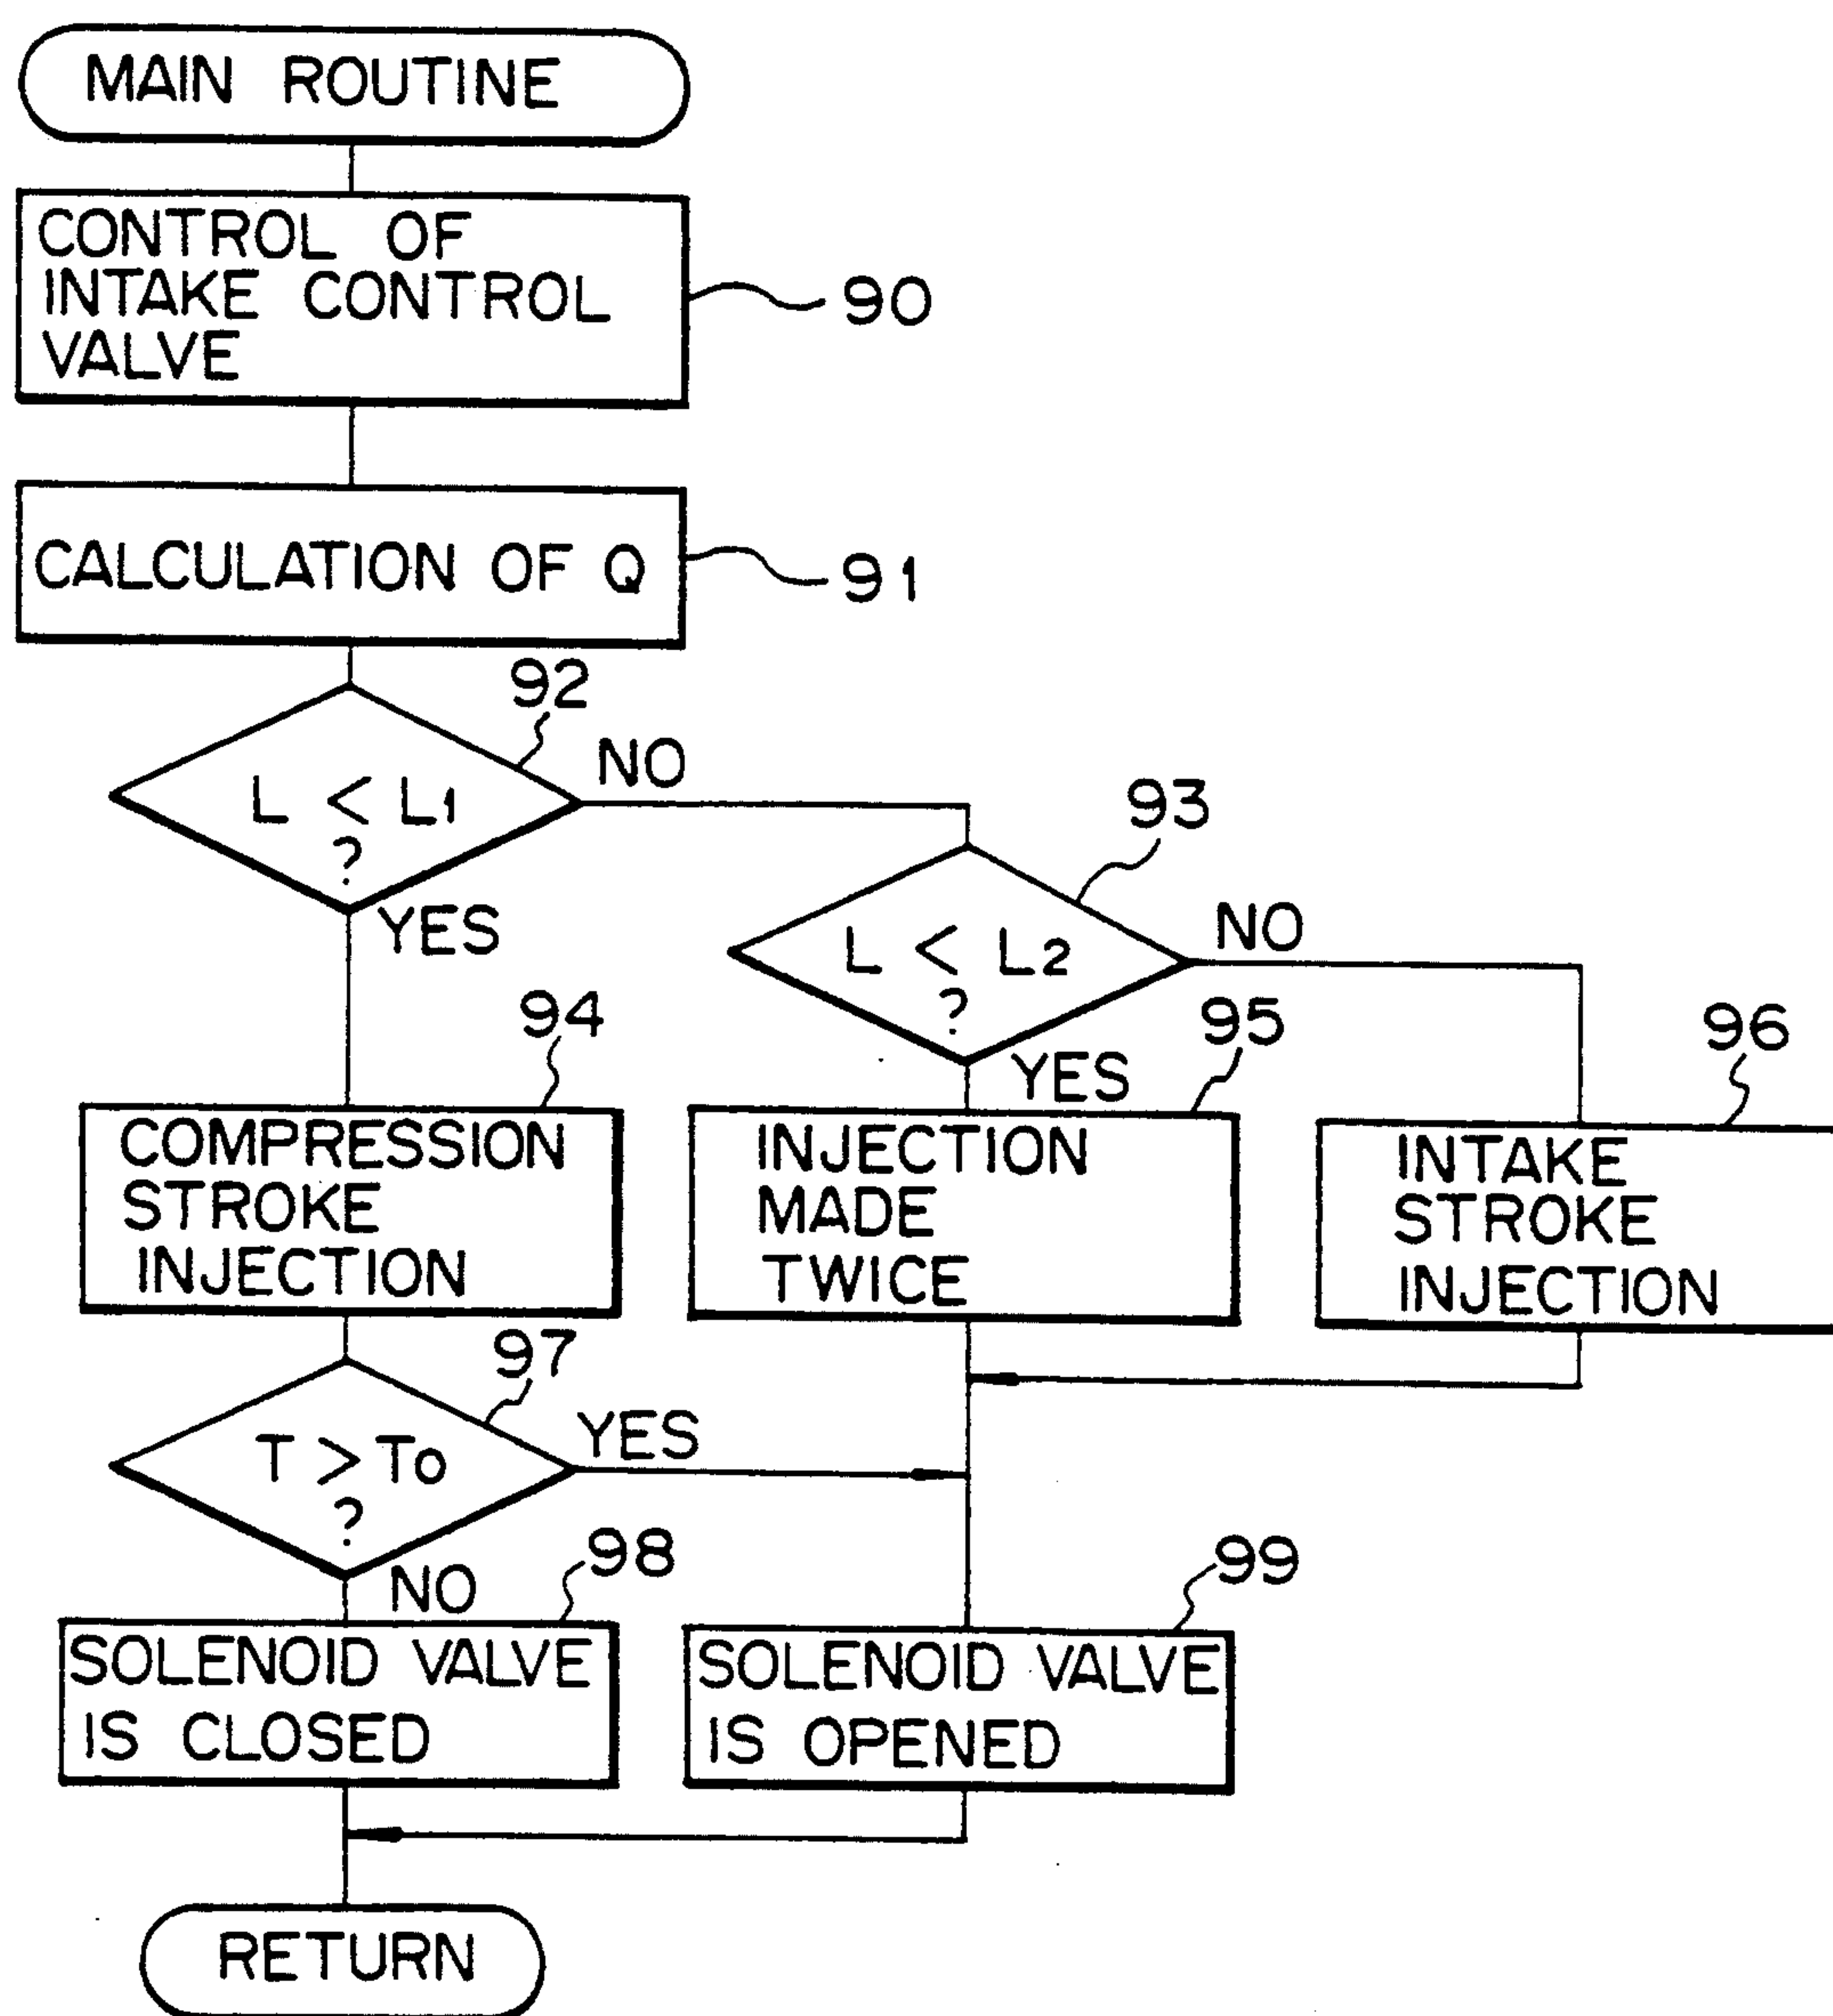 MAIN ROUTINE
CONTROL OF
INTAKE CONTROL
VALVE
90
CALCULATION OF Q
91
92
L < L1
?
NO
YES
93
L < L2
?
NO
YES
94
COMPRESSION
STROKE
INJECTION
95
INJECTION
MADE
TWICE
96
INTAKE
STROKE
INJECTION
97
T > To
?
YES
NO
98
SOLENOID VALVE
IS CLOSED
99
SOLENOID VALVE
IS OPENED
RETURN